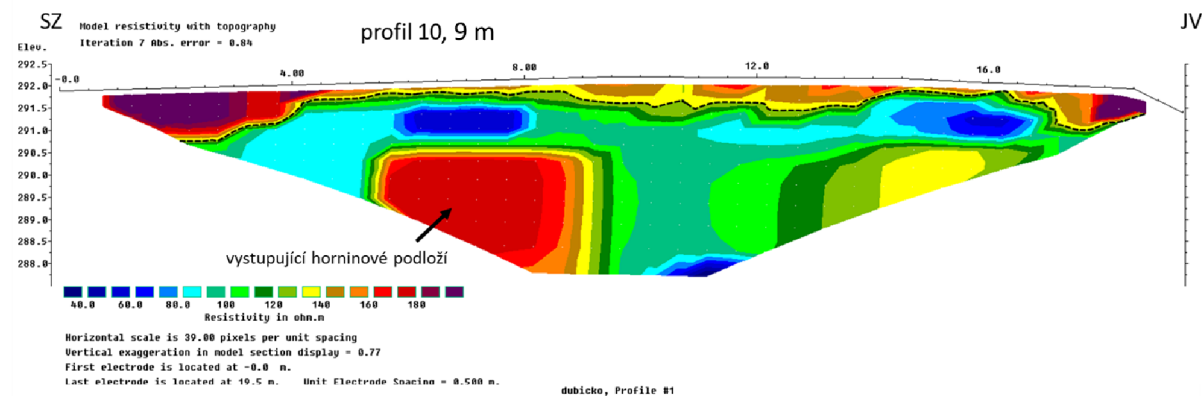 SZ
Model resistivity with topography
Iteration 7 Abs. error = 0.84
profil 10, 9 m
JV
Elev.
-0.0 4.00 8.00 12.0 16.0
292.5
292.0
291.5
291.0
290.5
290.0
289.5
289.0
288.5
288.0
vystupující horninové podloží
40.0 60.0 80.0 100 120 140 160 180
Resistivity in ohm.m
Horizontal scale is 39.00 pixels per unit spacing
Vertical exaggeration in model section display = 0.77
First electrode is located at -0.0 m.
Last electrode is located at 19.5 m. Unit Electrode Spacing = 0.500 m.
dubicko, Profile #1